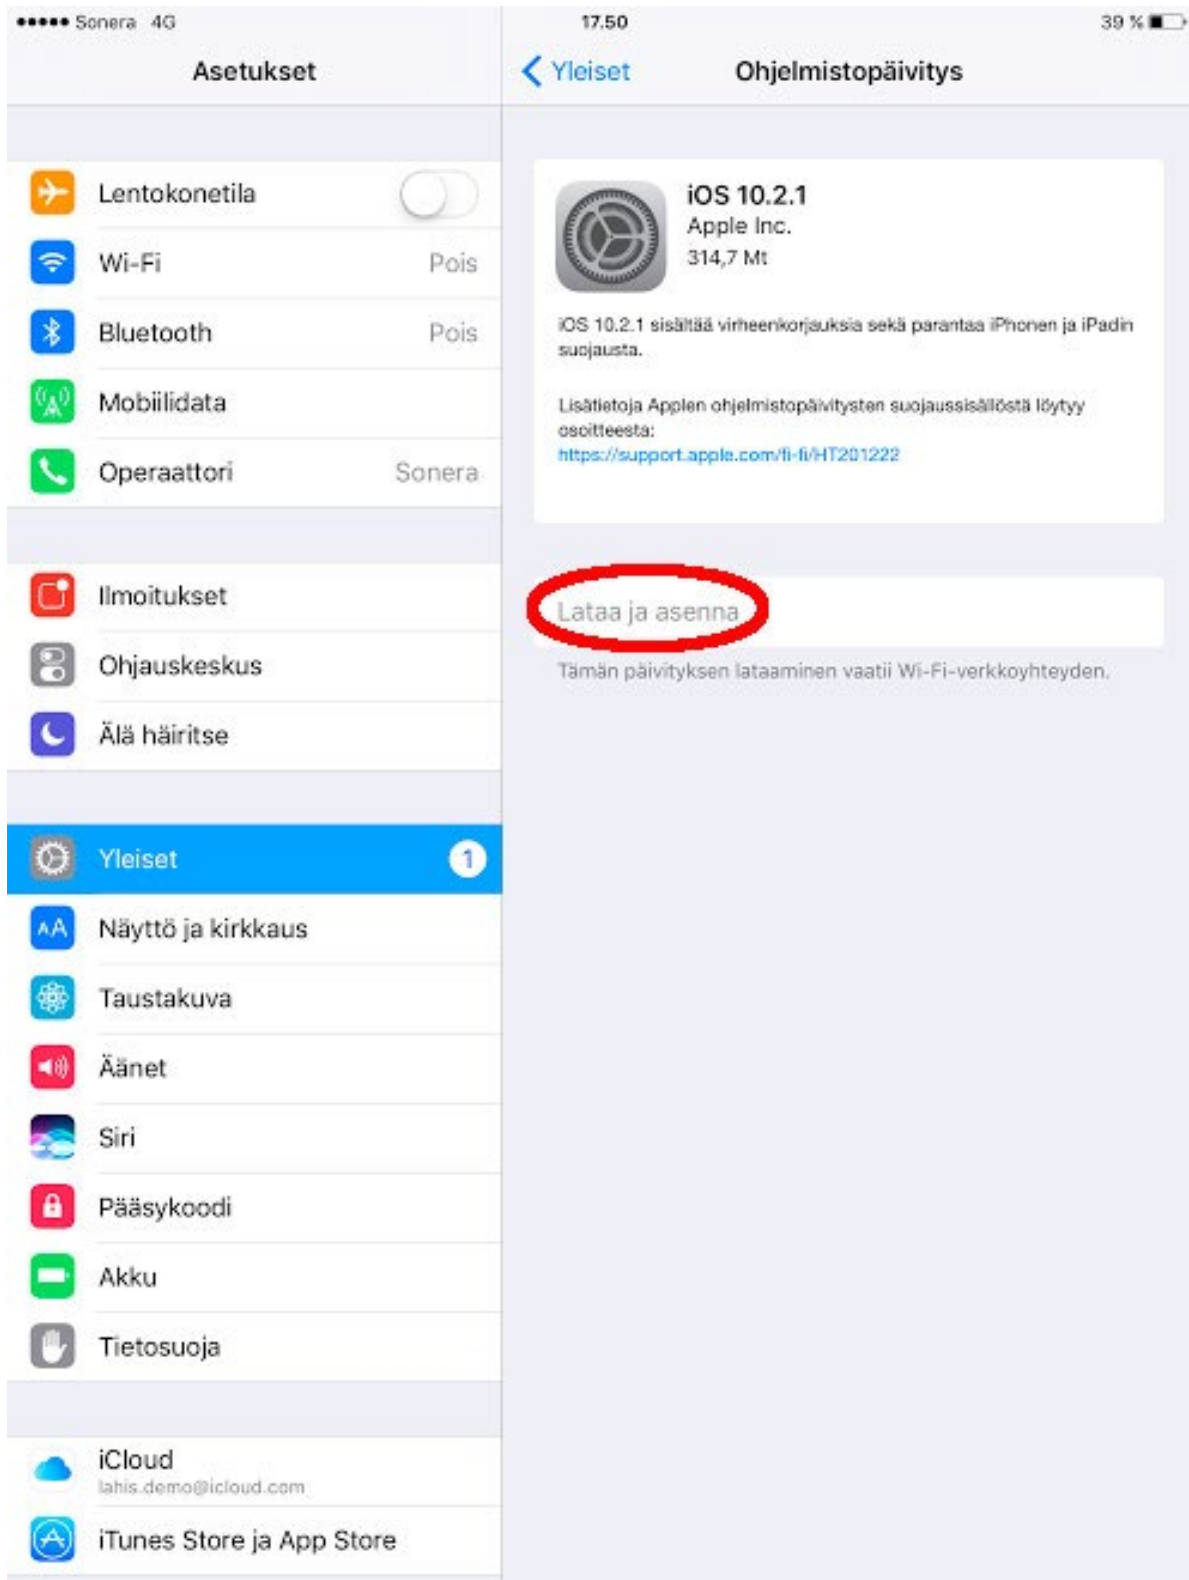 Sonera 4G 17.50 39 %
Asetukset
Yleiset Ohjelmistopäivitys
Lentokonetila
Wi-Fi Pois
Bluetooth Pois
Mobiilidata
Operaattori Sonera
Ilmoitukset
Ohjauskeskus
Älä häiritse
Yleiset 1
Näyttö ja kirkkaus
Taustakuva
Äänet
Siri
Pääsykoodi
Akku
Tietosuoja
iCloud
lahis.demo@icloud.com
iTunes Store ja App Store
iOS 10.2.1
Apple Inc.
314,7 Mt
iOS 10.2.1 sisältää virheenkorjauksia sekä parantaa iPhonen ja iPadin
suojausta.
Lisätietoja Applen ohjelmistopäivitysten suojaussisällöstä löytyy
osoitteesta:
https://support.apple.com/fi-fi/HT201222
Lataa ja asenna
Tämän päivityksen lataaminen vaatii Wi-Fi-verkkoyhteyden.